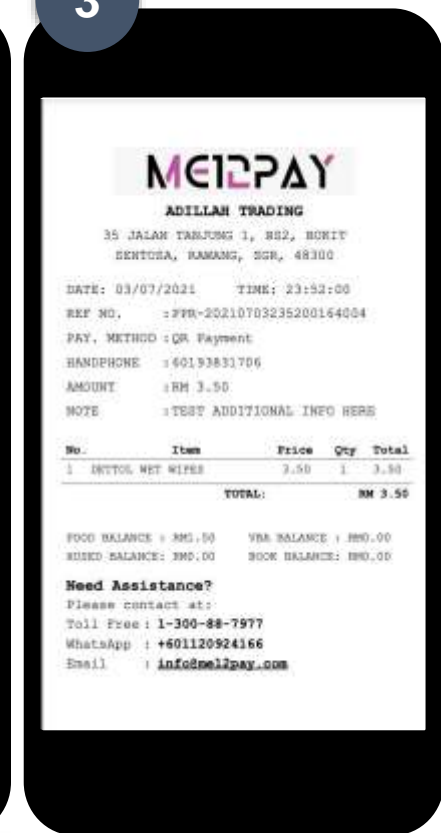 3
ME12PAY
ADILLAH TRADING
35 JALAN TANJUNG 1, BS2, BUKIT
SENTOSA, RAWANG, SGR, 48300
DATE: 03/07/2021 TIME: 23:52:00
REF NO. :PPR-20210703235200164004
PAY. METHOD :QR Payment
HANDPHONE :60193831706
AMOUNT :RM 3.50
NOTE :TEST ADDITIONAL INFO HERE
No. Item Price Qty Total
1 DETTOL WET WIPES 3.50 1 3.50
TOTAL: RM 3.50
FOOD BALANCE : RM1.50 VBA BALANCE : RM0.00
BALANCE: RM0.00 BOOK BALANCE: RM0.00
Need Assistance?
Please contact at:
Toll Free : 1-300-88-7977
WhatsApp : +601120924166
Email : info@me12pay.com